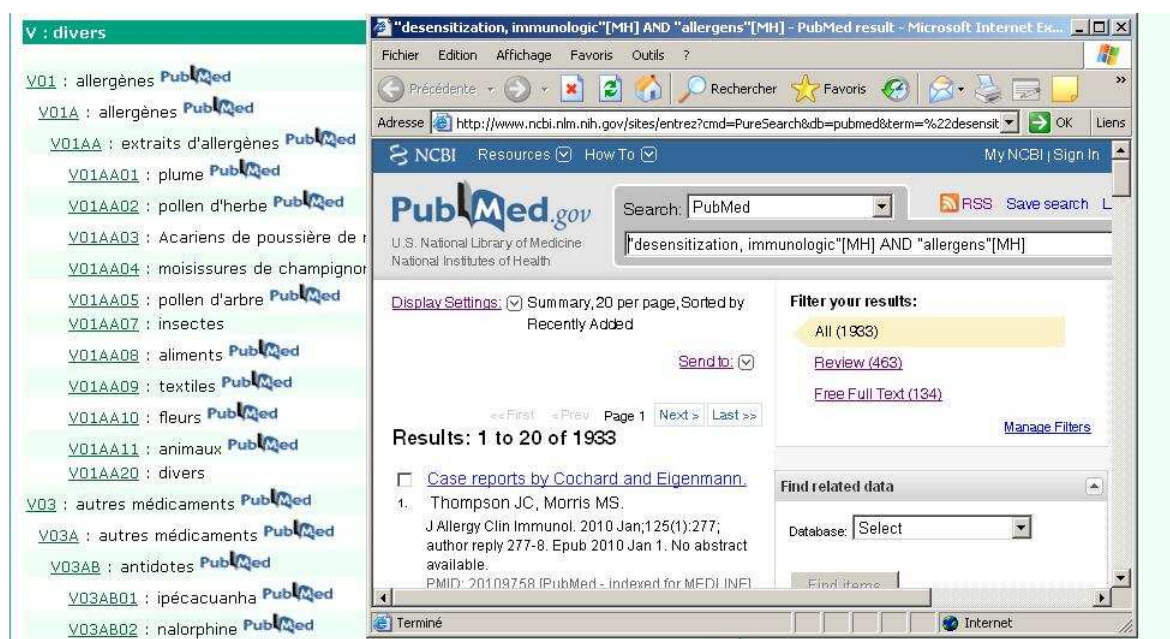 V : divers
V01 : allergènes PubMed
V01A : allergènes PubMed
V01AA : extraits d'allergènes PubMed
V01AA01 : plume PubMed
V01AA02 : pollen d'herbe PubMed
V01AA03 : Acariens de poussière de
V01AA04 : moisissures de champignon
V01AA05 : pollen d'arbre PubMed
V01AA07 : insectes
V01AA08 : aliments PubMed
V01AA09 : textiles PubMed
V01AA10 : fleurs PubMed
V01AA11 : animaux PubMed
V01AA20 : divers
V03 : autres médicaments PubMed
V03A : autres médicaments PubMed
V03AB : antidotes PubMed
V03AB01 : ipécacuanha PubMed
V03AB02 : nalorphine PubMed
"desensitization, immunologic"[MH] AND "allergens"[MH] - PubMed result - Microsoft Internet Ex...
Fichier Edition Affichage Favoris Outils ?
Précédente Rechercher Favoris »
Adresse http://www.ncbi.nlm.nih.gov/sites/entrez?cmd=PureSearch&db=pubmed&term=%22desensit OK Liens
NCBI Resources How To My NCBI | Sign In
PubMed.gov
U.S. National Library of Medicine
National Institutes of Health
Search: PubMed
RSS Save search L
"desensitization, immunologic"[MH] AND "allergens"[MH]
Display Settings: Summary, 20 per page, Sorted by
Recently Added
Send to:
<< First < Prev Page 1 Next > Last >>
Results: 1 to 20 of 1933
Case reports by Cochard and Eigenmann.
1. Thompson JC, Morris MS.
J Allergy Clin Immunol. 2010 Jan;125(1):277;
author reply 277-8. Epub 2010 Jan 1. No abstract
available.
PMID: 20109758 [PubMed - indexed for MEDLINE]
Filter your results:
All (1933)
Review (463)
Free Full Text (134)
Manage Filters
Find related data
Database: Select
Find items
Terminé Internet